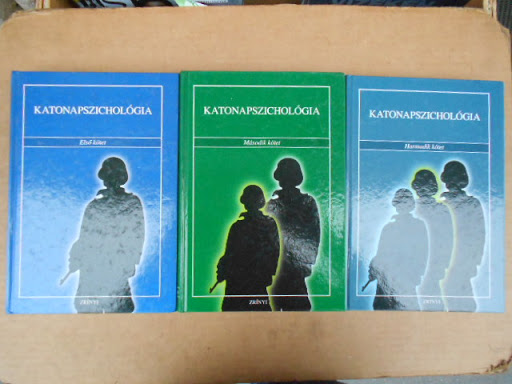 KATONAPSZICHOLÓGIA
Első kötet
ZRÍNYI
KATONAPSZICHOLÓGIA
Második kötet
ZRÍNYI
KATONAPSZICHOLÓGIA
Harmadik kötet
ZRÍNYI